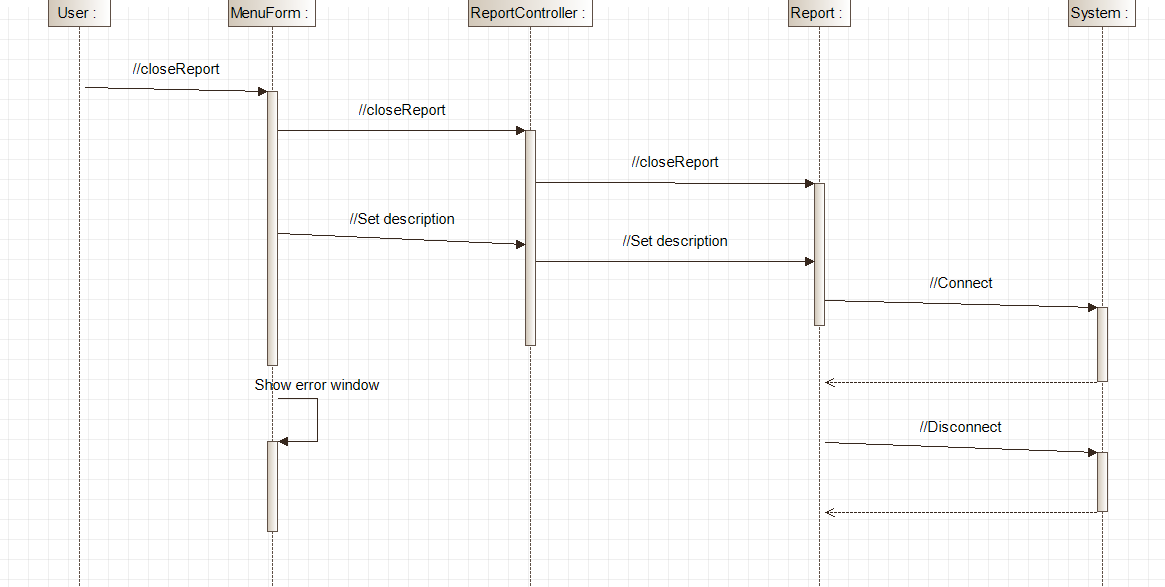 User :
MenuForm :
ReportController :
Report :
System :
//closeReport
//closeReport
//closeReport
//Set description
//Set description
//Connect
Show error window
//Disconnect